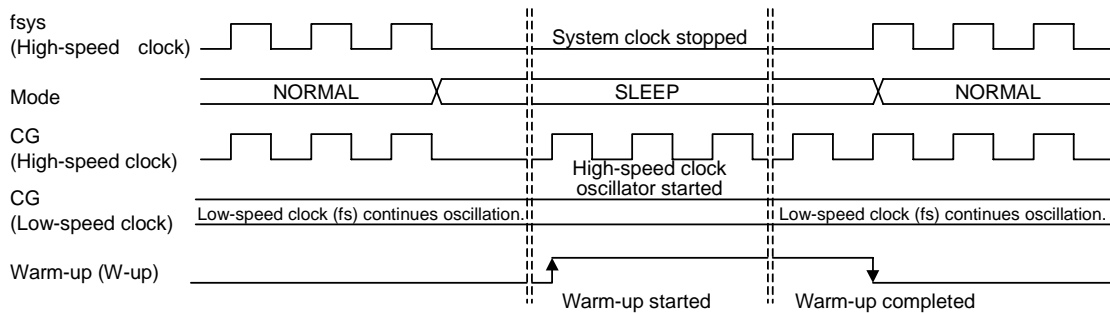 fsys
(High-speed clock)
System clock stopped
Mode
NORMAL
SLEEP
NORMAL
CG
(High-speed clock)
High-speed clock
oscillator started
CG
(Low-speed clock)
Low-speed clock (fs) continues oscillation.
Low-speed clock (fs) continues oscillation.
Warm-up (W-up)
Warm-up started
Warm-up completed